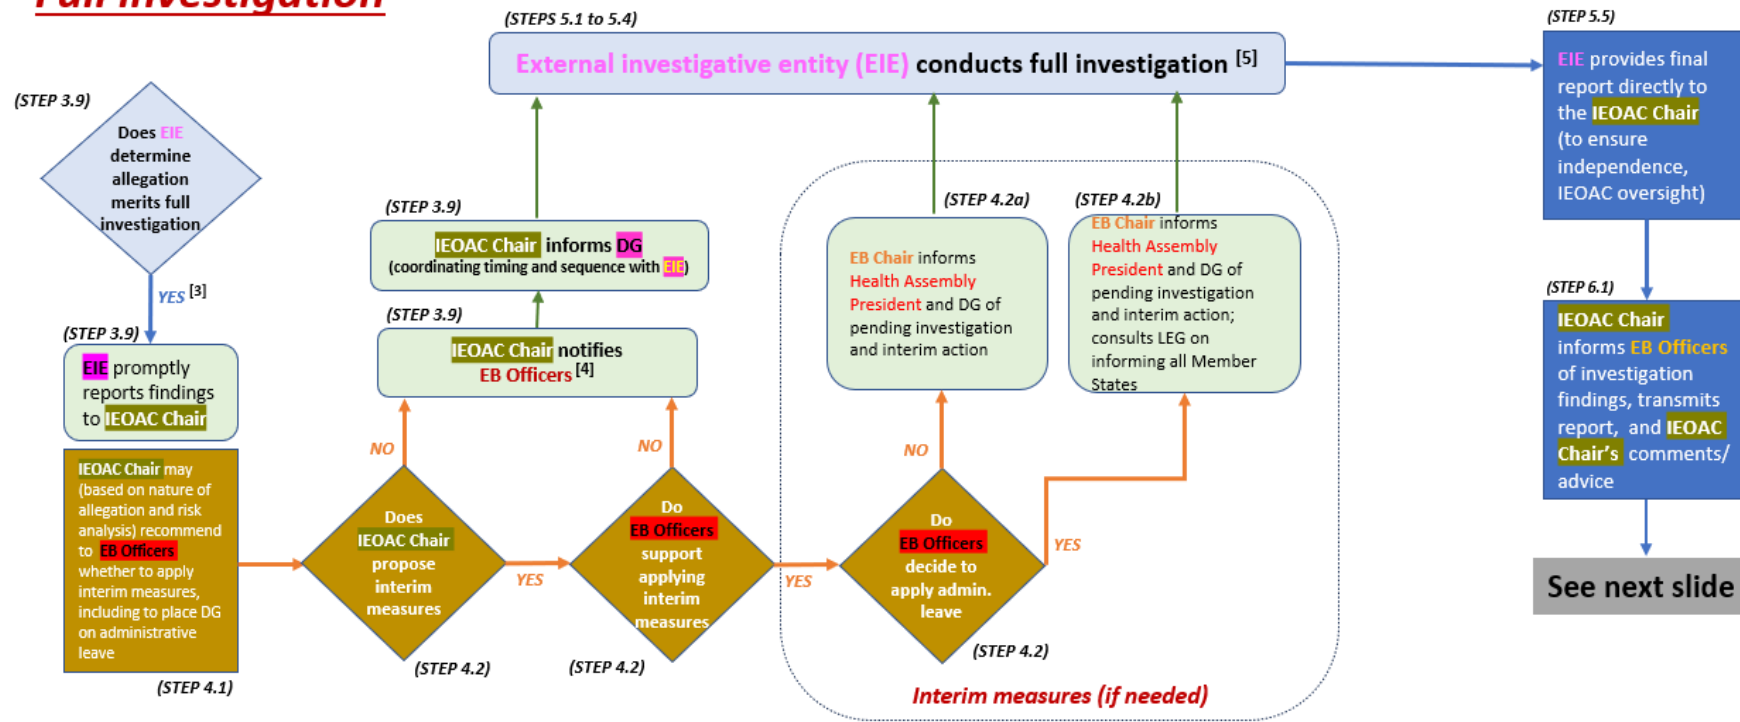 Full Investigation
(STEPS 5.1 to 5.4)
External investigative entity (EIE) conducts full investigation [5]
(STEP 5.5)
EIE provides final
report directly to
the IEOAC Chair
(to ensure
independence,
IEOAC oversight)
(STEP 3.9)
Does EIE
determine
allegation
merits full
investigation
YES [3]
(STEP 3.9)
EIE promptly
reports findings
to IEOAC Chair
IEOAC Chair may
(based on nature of
allegation and risk
analysis) recommend
to EB Officers
whether to apply
interim measures,
including to place DG
on administrative
leave
(STEP 4.1)
(STEP 3.9)
IEOAC Chair informs DG
(coordinating timing and sequence with EIE)
(STEP 3.9)
IEOAC Chair notifies
EB Officers [4]
NO
NO
Does
IEOAC Chair
propose
interim
measures
(STEP 4.2)
YES
Do
EB Officers
support
applying
interim
measures
(STEP 4.2)
YES
(STEP 4.2a)
EB Chair informs
Health Assembly
President and DG of
pending investigation
and interim action
(STEP 4.2b)
EB Chair informs
Health Assembly
President and DG of
pending investigation
and interim action;
consults LEG on
informing all Member
States
NO
Do
EB Officers
decide to
apply admin.
leave
YES
(STEP 4.2)
Interim measures (if needed)
(STEP 6.1)
IEOAC Chair
informs EB Officers
of investigation
findings, transmits
report, and IEOAC
Chair's comments/
advice
See next slide